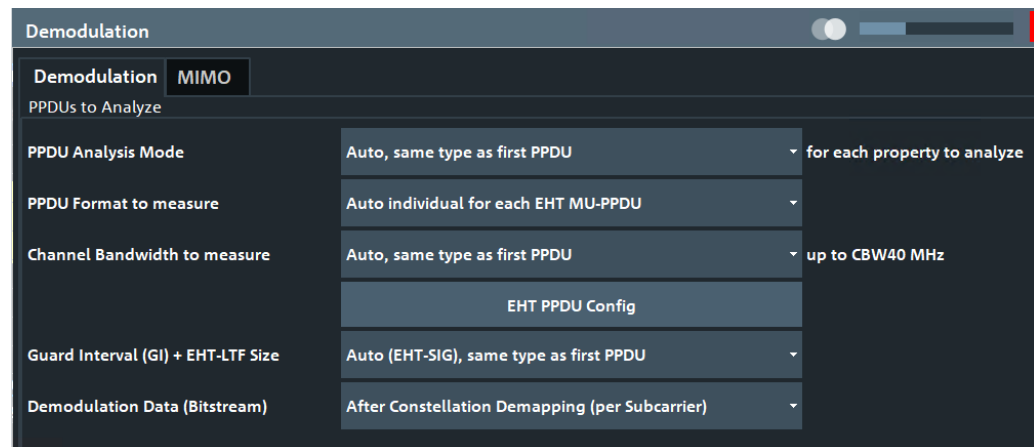 Demodulation
Demodulation MIMO
PPDUs to Analyze
PPDU Analysis Mode Auto, same type as first PPDU for each property to analyze
PPDU Format to measure Auto individual for each EHT MU-PPDU
Channel Bandwidth to measure Auto, same type as first PPDU up to CBW40 MHz
EHT PPDU Config
Guard Interval (GI) + EHT-LTF Size Auto (EHT-SIG), same type as first PPDU
Demodulation Data (Bitstream) After Constellation Demapping (per Subcarrier)